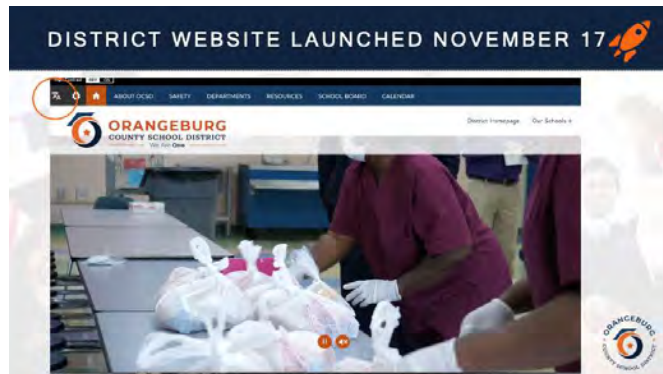 DISTRICT WEBSITE LAUNCHED NOVEMBER 17
ABOUT OCSD SAFETY DEPARTMENTS RESOURCES SCHOOL BOARD CALENDAR
District Homepage Our Schools
ORANGEBURG
COUNTY SCHOOL DISTRICT
We Are One
ORANGEBURG
COUNTY SCHOOL DISTRICT